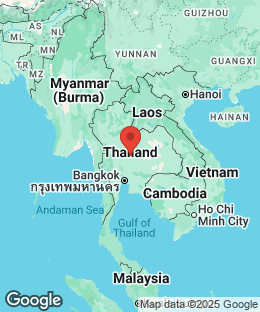 GUIZHOU
AS
ML
NL
YUNNAN
GUANGXI
TR
MZ
Myanmar
(Burma)
Hanoi
Laos
HAINAN
Thailand
Vietnam
Bangkok
กรุงเทพมหานคร
Cambodia
Andaman Sea
Ho Chi
Minh City
Gulf of
Thailand
Malaysia
Map data ©2025 Google